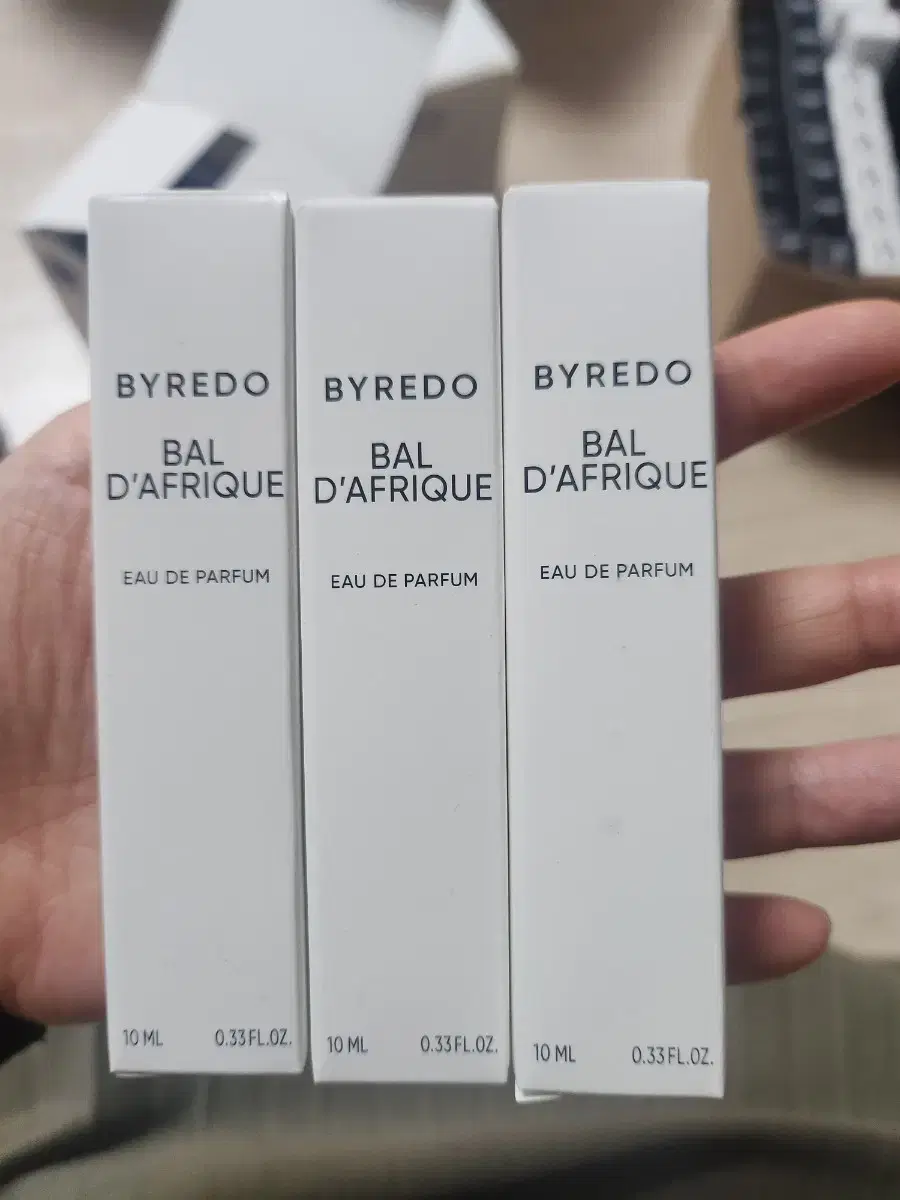 BYREDO
BAL
D'AFRIQUE
EAU DE PARFUM
10 ML 0.33 FL.OZ.
BYREDO
BAL
D'AFRIQUE
EAU DE PARFUM
10 ML 0.33 FL.OZ.
BYREDO
BAL
D'AFRIQUE
EAU DE PARFUM
10 ML 0.33 FL.OZ.